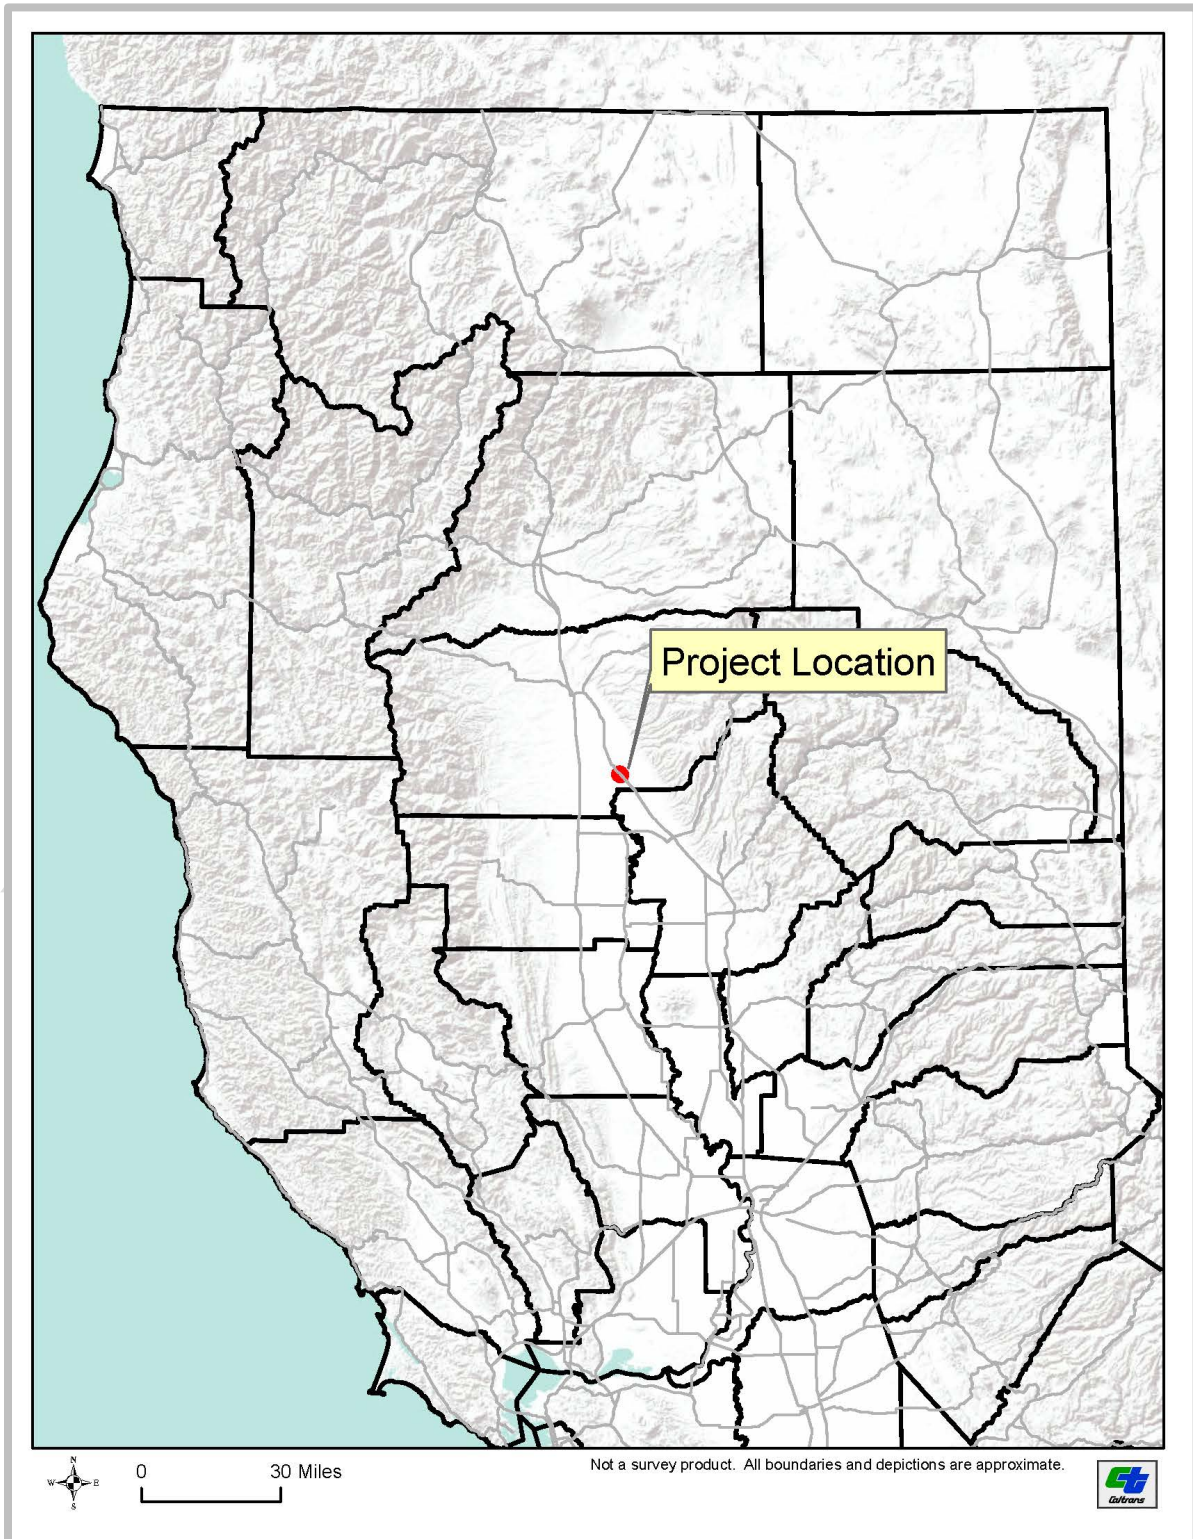 Project Location
N
W E
S
0 30 Miles
Not a survey product. All boundaries and depictions are approximate.
Caltrans